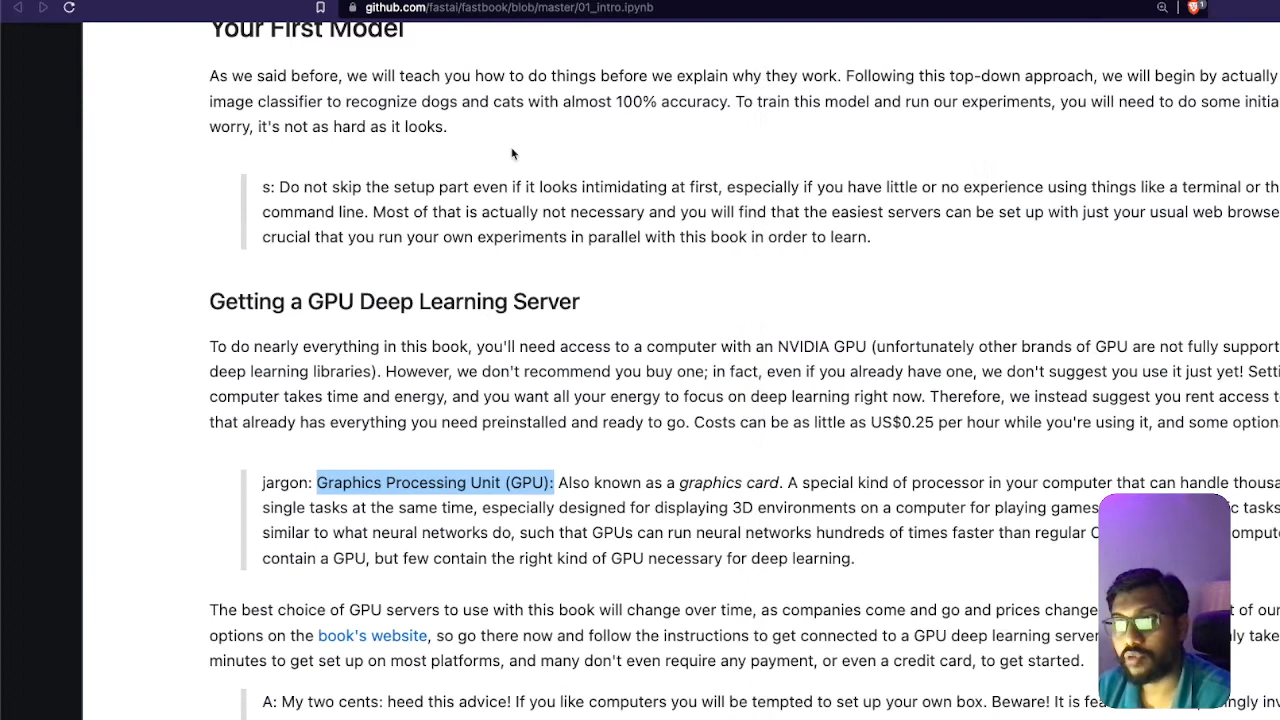 github.com/fastai/fastbook/blob/master/01_intro.ipynb
1
Your First Model
As we said before, we will teach you how to do things before we explain why they work. Following this top-down approach, we will begin by actually
image classifier to recognize dogs and cats with almost 100% accuracy. To train this model and run our experiments, you will need to do some initia
worry, it's not as hard as it looks.
s: Do not skip the setup part even if it looks intimidating at first, especially if you have little or no experience using things like a terminal or th
command line. Most of that is actually not necessary and you will find that the easiest servers can be set up with just your usual web browse
crucial that you run your own experiments in parallel with this book in order to learn.
Getting a GPU Deep Learning Server
To do nearly everything in this book, you'll need access to a computer with an NVIDIA GPU (unfortunately other brands of GPU are not fully support
deep learning libraries). However, we don't recommend you buy one; in fact, even if you already have one, we don't suggest you use it just yet! Setti
computer takes time and energy, and you want all your energy to focus on deep learning right now. Therefore, we instead suggest you rent access t
that already has everything you need preinstalled and ready to go. Costs can be as little as US$0.25 per hour while you're using it, and some option
jargon: Graphics Processing Unit (GPU): Also known as a graphics card. A special kind of processor in your computer that can handle thousa
single tasks at the same time, especially designed for displaying 3D environments on a computer for playing games tasks
similar to what neural networks do, such that GPUs can run neural networks hundreds of times faster than regular C ompute
contain a GPU, but few contain the right kind of GPU necessary for deep learning.
The best choice of GPU servers to use with this book will change over time, as companies come and go and prices change t of our
options on the book's website, so go there now and follow the instructions to get connected to a GPU deep learning server take
minutes to get set up on most platforms, and many don't even require any payment, or even a credit card, to get started.
A: My two cents: heed this advice! If you like computers you will be tempted to set up your own box. Beware! It is fea ingly inv